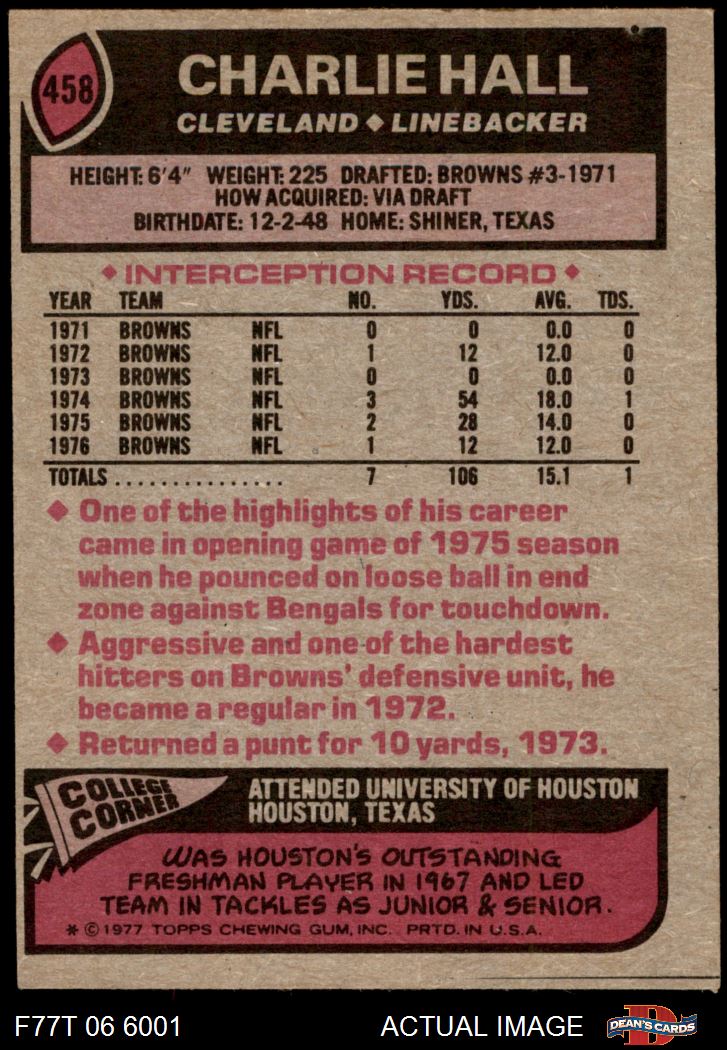 458
CHARLIE HALL
CLEVELAND ◆ LINEBACKER
HEIGHT: 6'4" WEIGHT: 225 DRAFTED: BROWNS #3-1971
HOW ACQUIRED: VIA DRAFT
BIRTHDATE: 12-2-48 HOME: SHINER, TEXAS
◆ INTERCEPTION RECORD ◆
YEAR TEAM NO. YDS. AVG. TDS.
1971 BROWNS NFL 0 0 0.0 0
1972 BROWNS NFL 1 12 12.0 0
1973 BROWNS NFL 0 0 0.0 0
1974 BROWNS NFL 3 54 18.0 1
1975 BROWNS NFL 2 28 14.0 0
1976 BROWNS NFL 1 12 12.0 0
TOTALS ............... 7 106 15.1 1
◆ One of the highlights of his career
came in opening game of 1975 season
when he pounced on loose ball in end
zone against Bengals for touchdown.
◆ Aggressive and one of the hardest
hitters on Browns' defensive unit, he
became a regular in 1972.
◆ Returned a punt for 10 yards, 1973.
COLLEGE
CORNER
ATTENDED UNIVERSITY OF HOUSTON
HOUSTON, TEXAS
WAS HOUSTON'S OUTSTANDING
FRESHMAN PLAYER IN 1967 AND LED
TEAM IN TACKLES AS JUNIOR & SENIOR.
* © 1977 TOPPS CHEWING GUM, INC. PRTD. IN U.S.A.
F77T 06 6001 ACTUAL IMAGE
D
DEAN'S CARDS